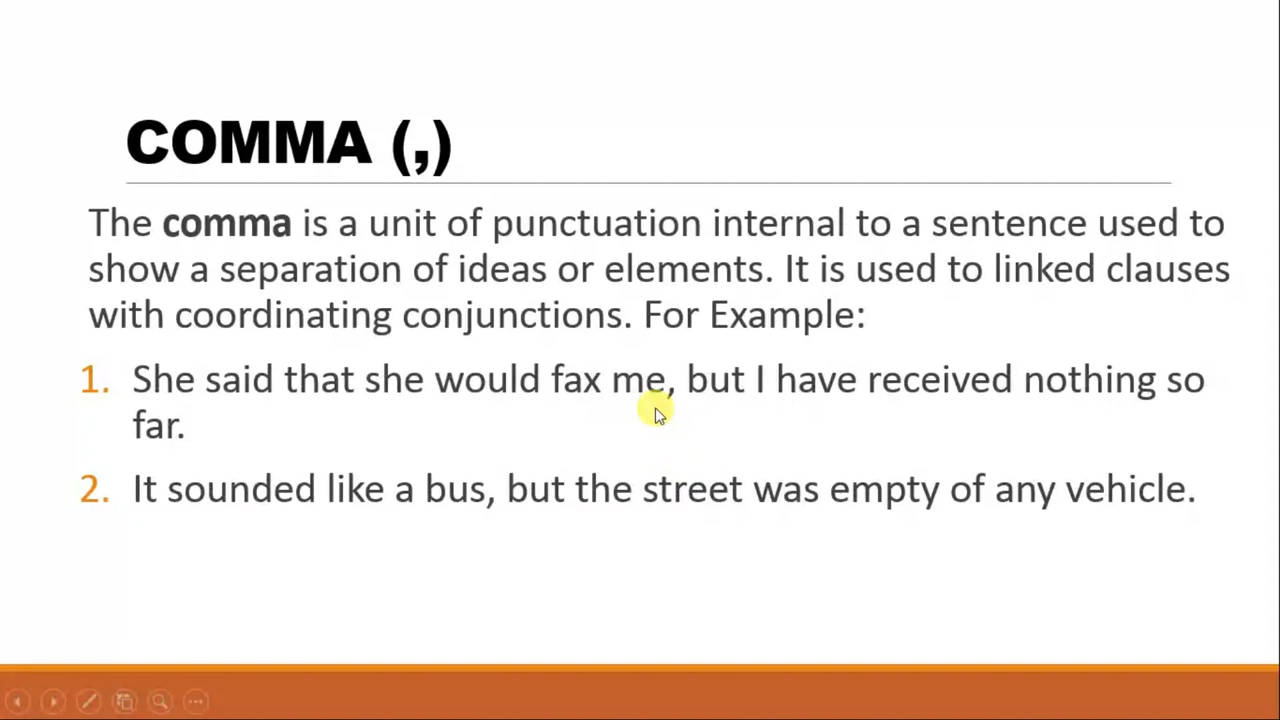 COMMA (,)
The comma is a unit of punctuation internal to a sentence used to
show a separation of ideas or elements. It is used to linked clauses
with coordinating conjunctions. For Example:
1. She said that she would fax me, but I have received nothing so
far.
2. It sounded like a bus, but the street was empty of any vehicle.